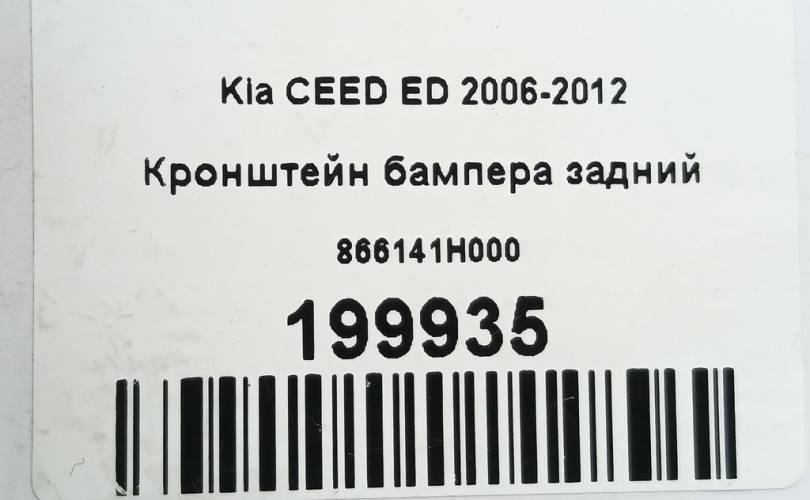 Kia CEED ED 2006-2012
Кронштейн бампера задний
866141H000
199935